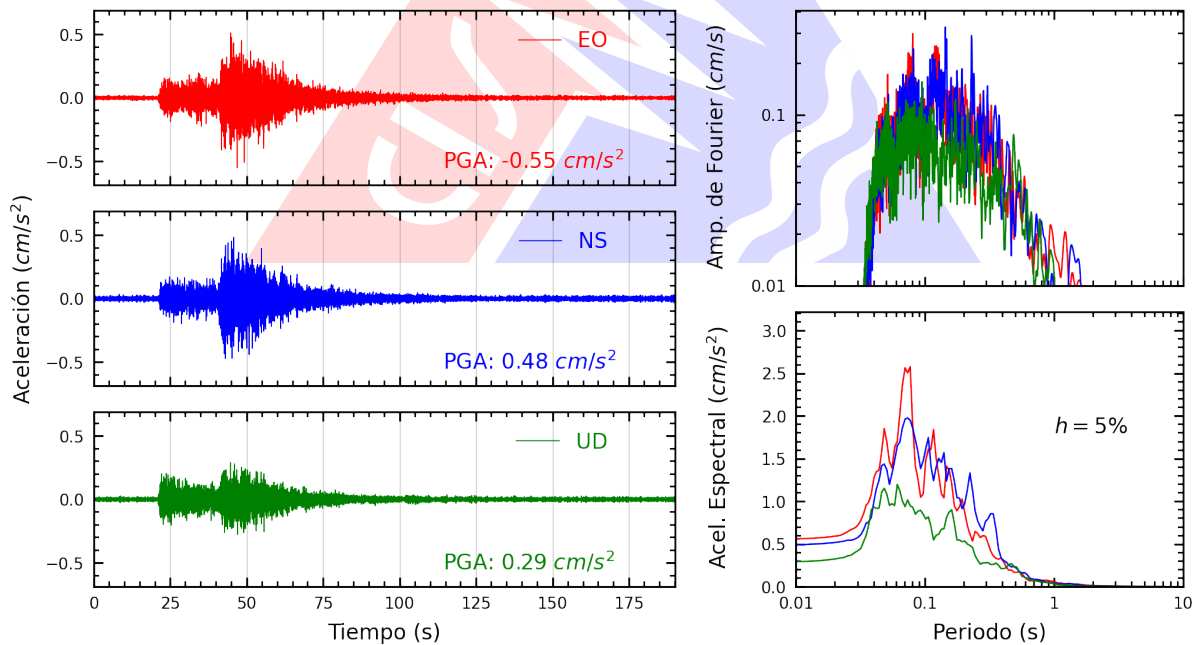 Aceleración (cm/s²)
0.5
0.0
−0.5
EO
PGA: -0.55 cm/s²
0.5
0.0
−0.5
NS
PGA: 0.48 cm/s²
0.5
0.0
−0.5
UD
PGA: 0.29 cm/s²
0 25 50 75 100 125 150 175
Tiempo (s)
Amp. de Fourier (cm/s)
0.1
0.01
Acel. Espectral (cm/s²)
3.0
2.5
2.0
1.5
1.0
0.5
0.0
h = 5%
0.01 0.1 1 10
Periodo (s)
CIS